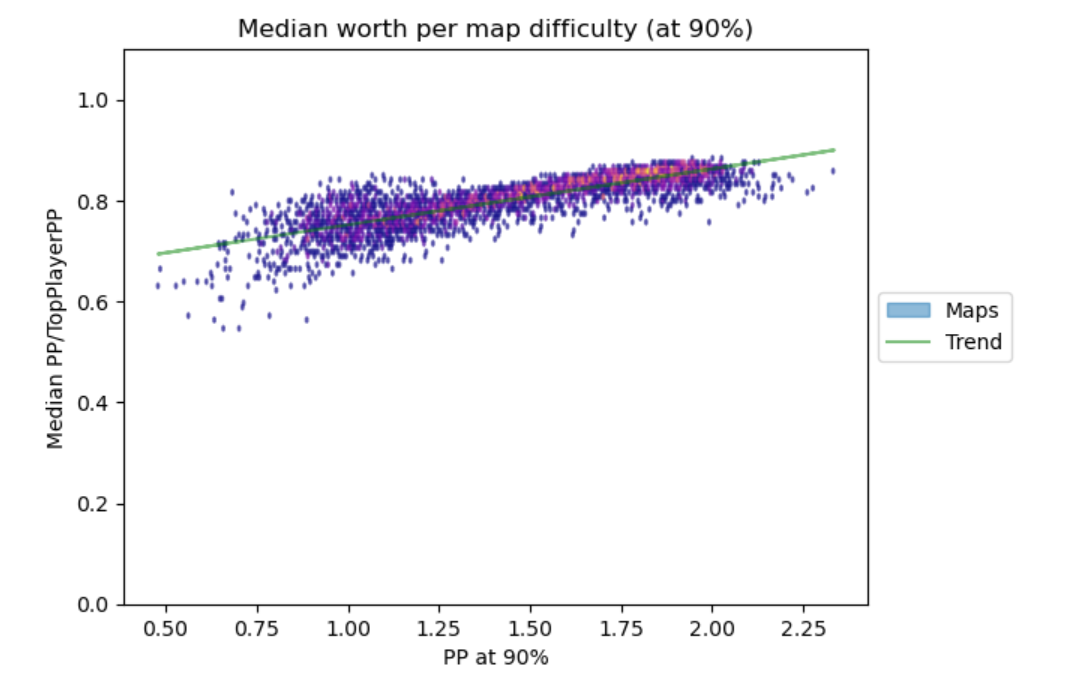 Median worth per map difficulty (at 90%)
1.0
0.8
0.6
0.4
0.2
0.0
Median PP/TopPlayerPP
0.50 0.75 1.00 1.25 1.50 1.75 2.00 2.25
PP at 90%
Maps
Trend